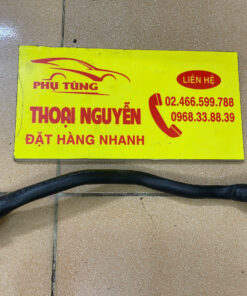 PHỤ TÙNG
THOẠI NGUYỄN
ĐẶT HÀNG NHANH
LIÊN HỆ
02.466.599.788
0968.33.88.39